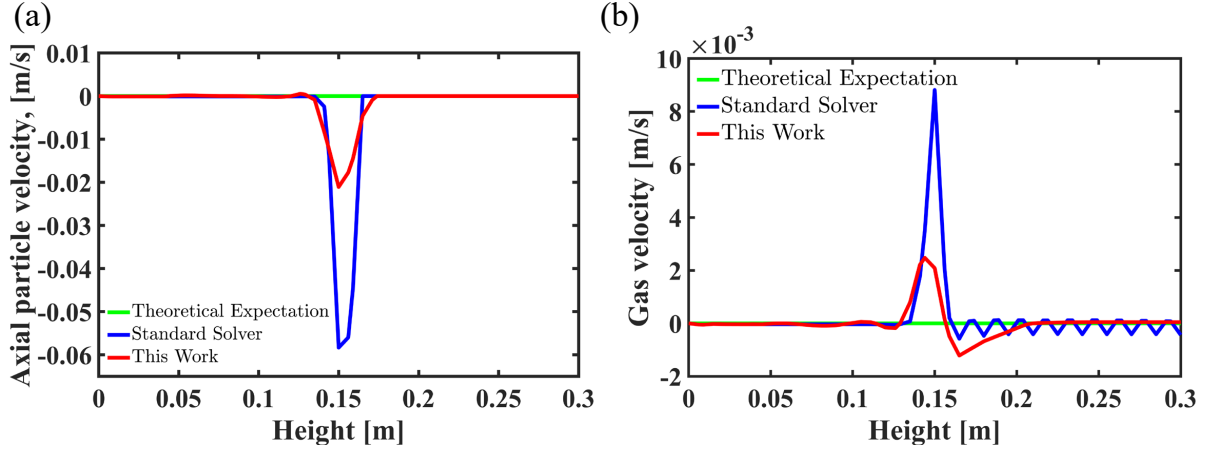 (a)
Axial particle velocity, [m/s]
0.01
0
-0.01
-0.02
-0.03
-0.04
-0.05
-0.06
Theoretical Expectation
Standard Solver
This Work
0 0.05 0.1 0.15 0.2 0.25 0.3
Height [m]
(b)
×10⁻³
Gas velocity [m/s]
10
8
6
4
2
0
-2
Theoretical Expectation
Standard Solver
This Work
0 0.05 0.1 0.15 0.2 0.25 0.3
Height [m]